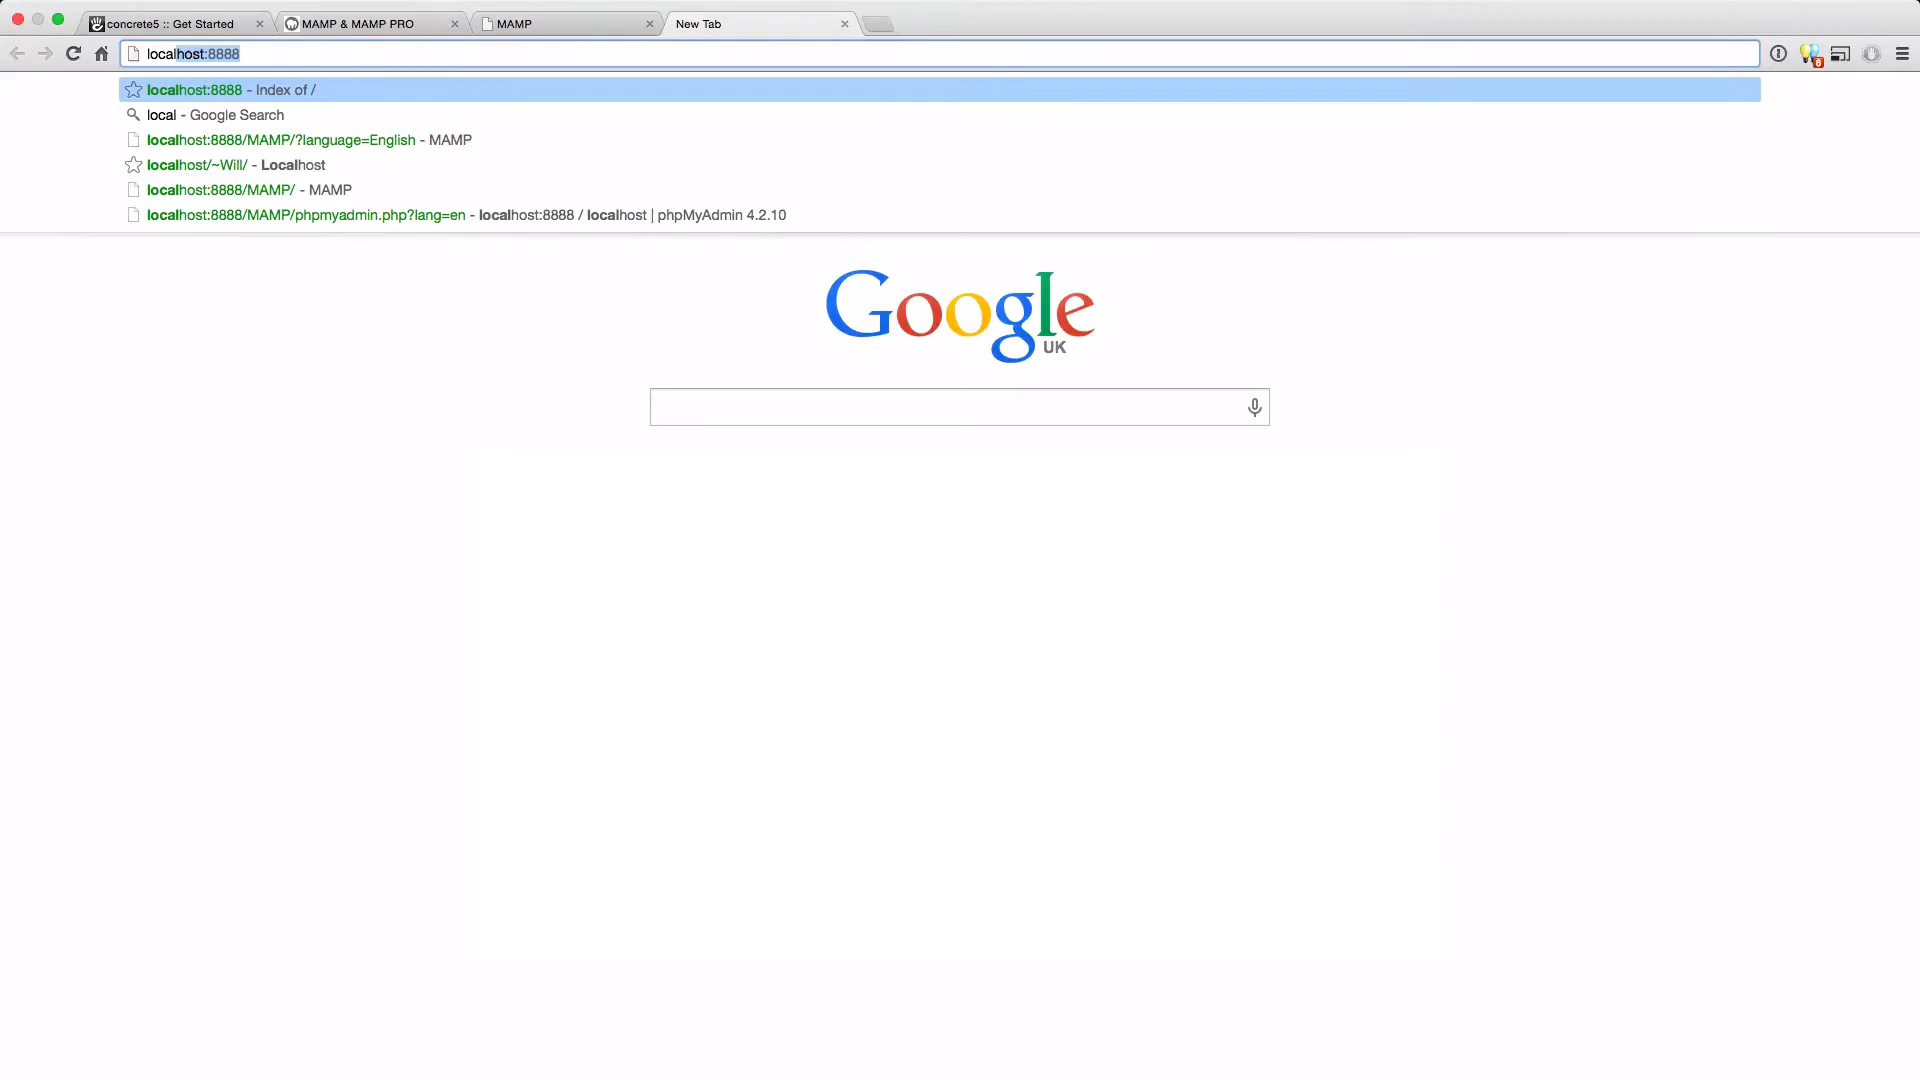 concrete5 :: Get Started
MAMP & MAMP PRO
MAMP
New Tab
localhost:8888
6
localhost:8888 - Index of /
local - Google Search
localhost:8888/MAMP/?language=English - MAMP
localhost/~Will/ - Localhost
localhost:8888/MAMP/ - MAMP
localhost:8888/MAMP/phpmyadmin.php?lang=en - localhost:8888 / localhost | phpMyAdmin 4.2.10
Google
UK